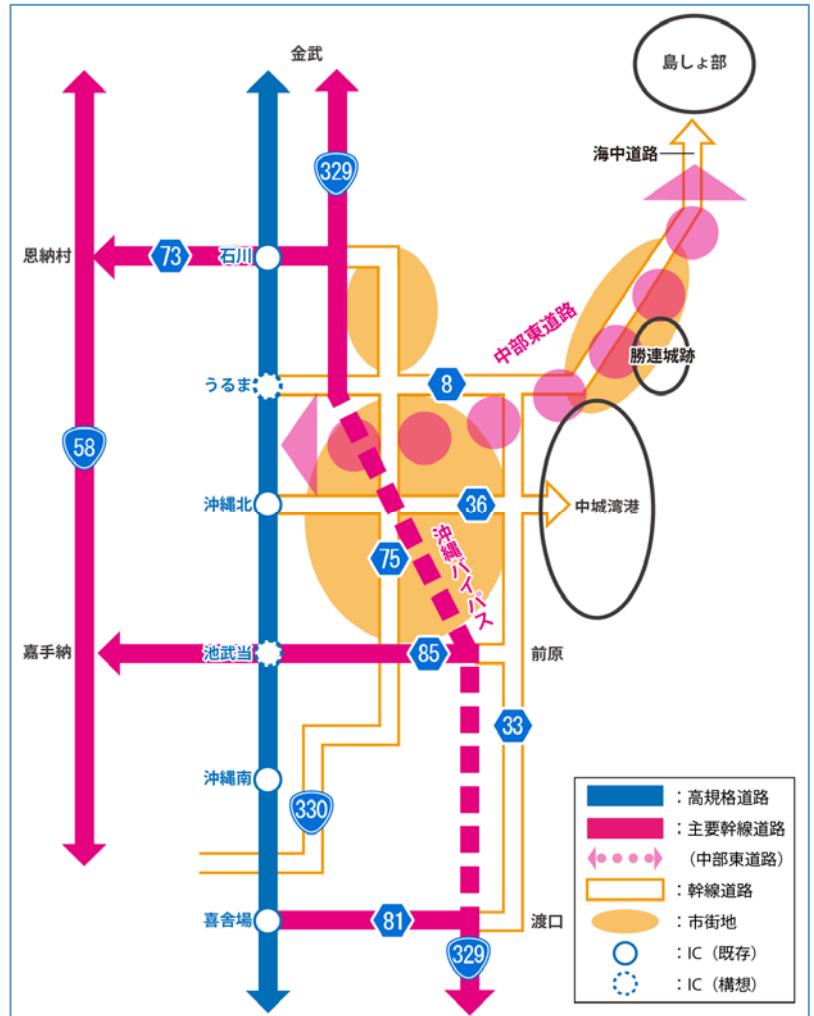 金武
島しょ部
海中道路
329
恩納村
73
石川
中部東道路
勝連城跡
うるま
8
58
沖縄北
36
中城湾港
沖縄バイパス
75
嘉手納
池武当
85
前原
33
沖縄南
330
喜舎場
81
渡口
329
：高規格道路
：主要幹線道路
（中部東道路）
：幹線道路
：市街地
：IC（既存）
：IC（構想）